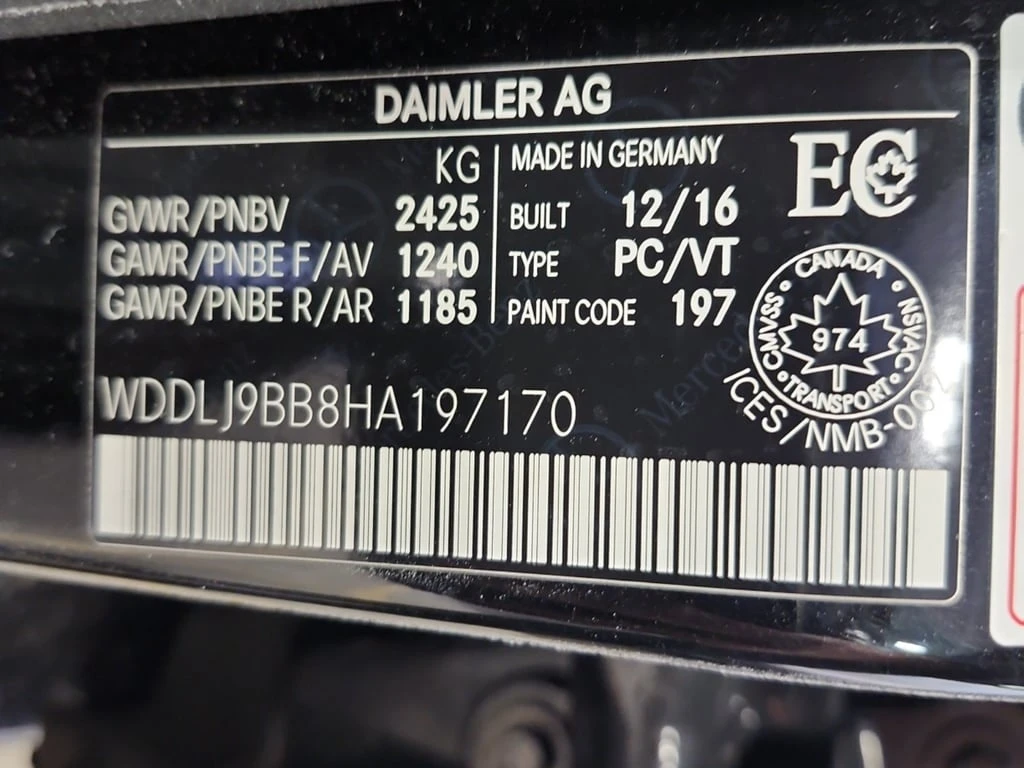 DAIMLER AG
KG
GVWR/PNBV 2425
GAWR/PNBE F/AV 1240
GAWR/PNBE R/AR 1185
MADE IN GERMANY
BUILT 12/16
TYPE PC/VT
PAINT CODE 197
EC
CANADA
CMVSS • NSVAC
974
TRANSPORT
ICES/NMB-00
WDDLJ9BB8HA197170